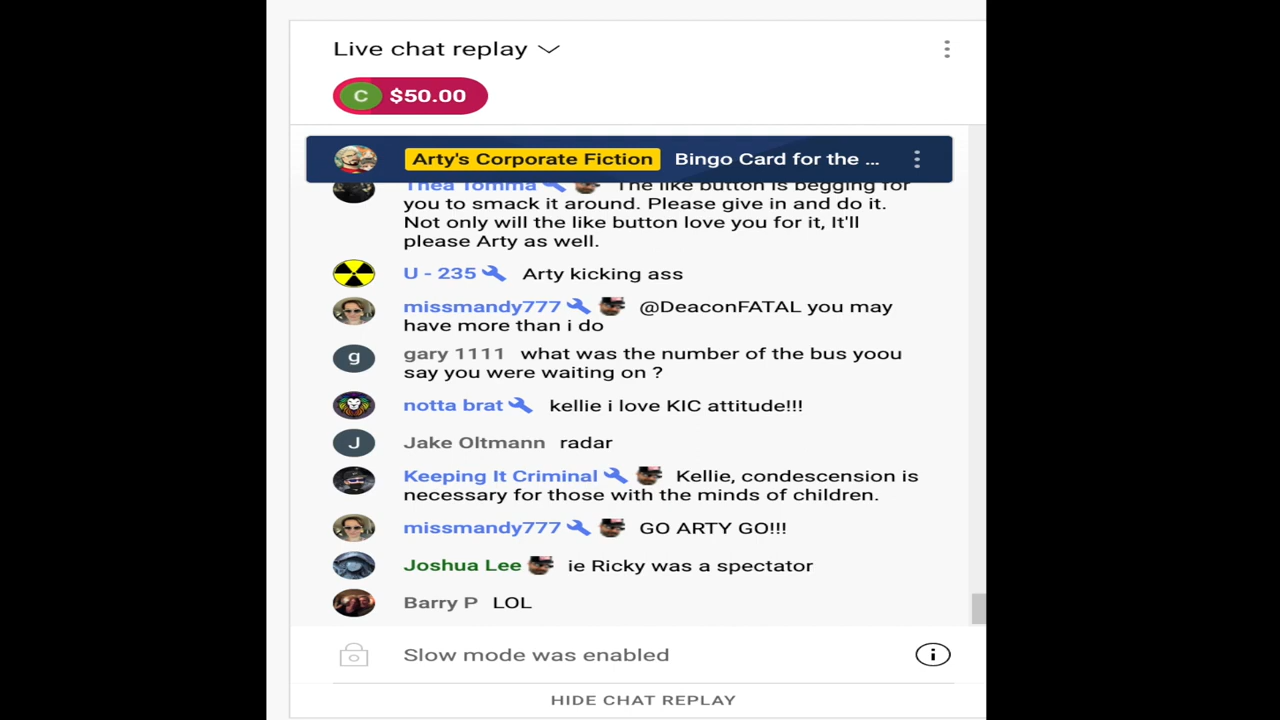 Live chat replay
C $50.00
Arty's Corporate Fiction Bingo Card for the ...
Thea Tomma The like button is begging for
you to smack it around. Please give in and do it.
Not only will the like button love you for it, It'll
please Arty as well.
U - 235 Arty kicking ass
missmandy777 @DeaconFATAL you may
have more than i do
g gary 1111 what was the number of the bus yoou
say you were waiting on ?
notta brat kellie i love KIC attitude!!!
J Jake Oltmann radar
Keeping It Criminal Kellie, condescension is
necessary for those with the minds of children.
missmandy777 GO ARTY GO!!!
Joshua Lee ie Ricky was a spectator
Barry P LOL
Slow mode was enabled
HIDE CHAT REPLAY